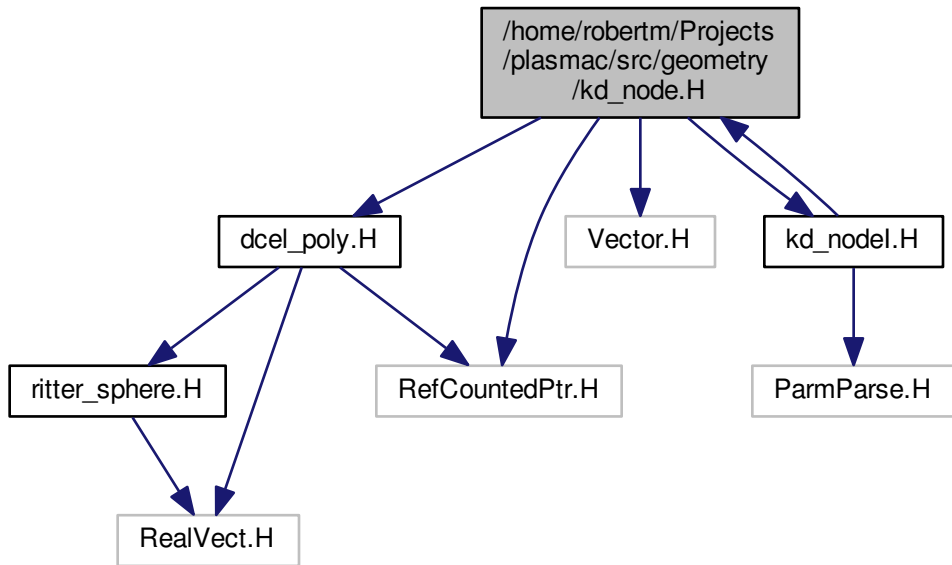 /home/robertm/Projects
/plasmac/src/geometry
/kd_node.H
dcel_poly.H
Vector.H
kd_nodeI.H
ritter_sphere.H
RefCountedPtr.H
ParmParse.H
RealVect.H